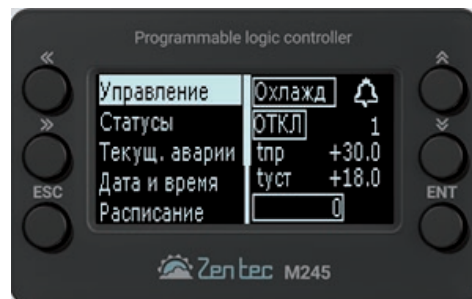 Programmable logic controller
«
»
ESC
Управление
Статусы
Текущ. аварии
Дата и время
Расписание
Охлажд
ОТКЛ 1
tпр +30.0
tуст +18.0
0
ENT
Zentec M245